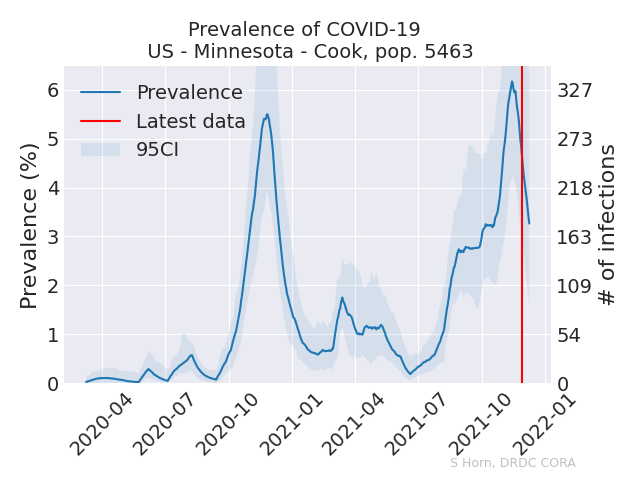 Prevalence of COVID-19
US - Minnesota - Cook, pop. 5463
Prevalence (%)
6
5
4
3
2
1
0
Prevalence
Latest data
95CI
327
273
218
163
109
54
0
# of infections
2020-04
2020-07
2020-10
2021-01
2021-04
2021-07
2021-10
2022-01
S Horn, DRDC CORA